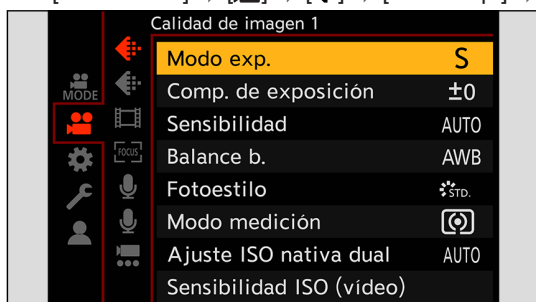 Calidad de imagen 1
MODE
FOCUS
Modo exp. S
Comp. de exposición ±0
Sensibilidad AUTO
Balance b. AWB
Fotoestilo STD.
Modo medición
Ajuste ISO nativa dual AUTO
Sensibilidad ISO (vídeo)